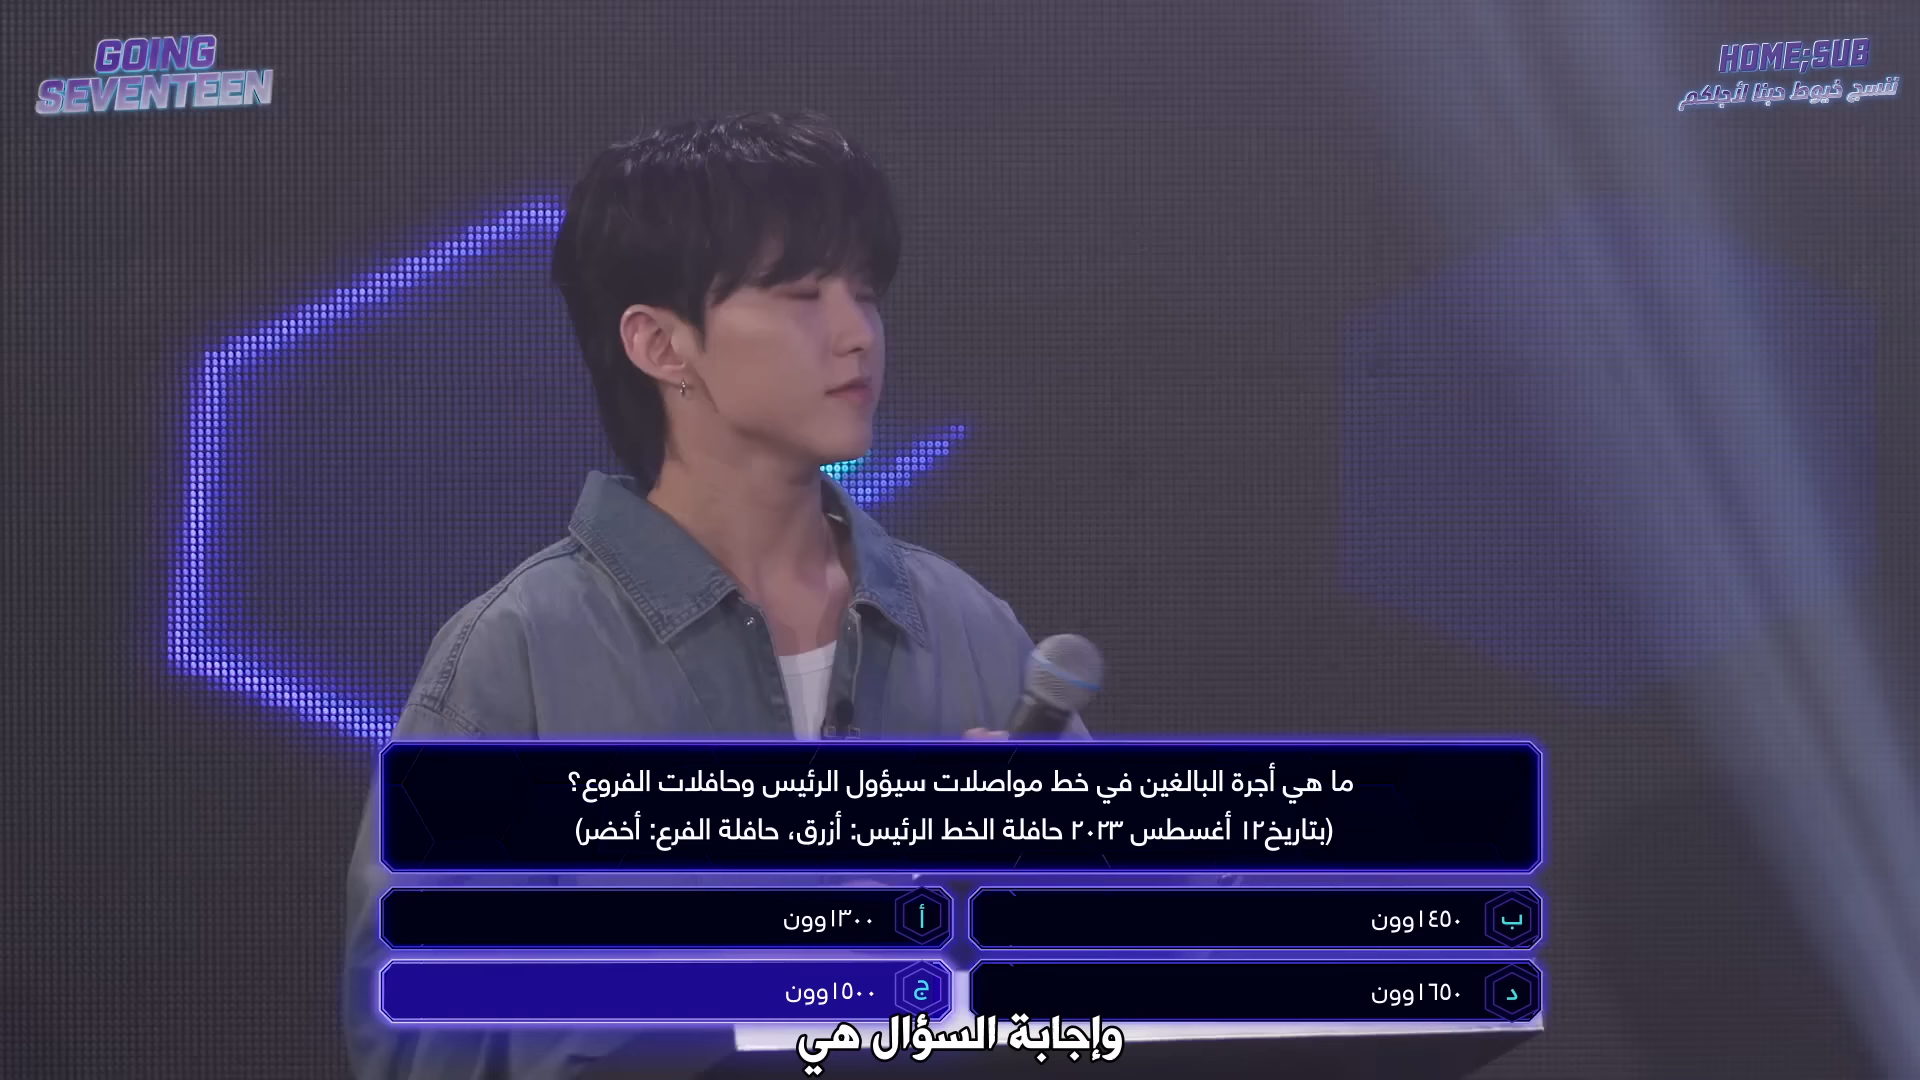 GOING
SEVENTEEN
HOME;SUB
ننسج خيوط حبنا لأجلكم
ما هي أجرة البالغين في خط مواصلات سيؤول الرئيس وحافلات الفروع؟
(بتاريخ١٢ أغسطس ٢٠٢٣ حافلة الخط الرئيس: أزرق، حافلة الفرع: أخضر)
أ ١٣٠٠وون
ب ١٤٥٠وون
ج ١٥٠٠وون
د ١٦٥٠وون
وإجابة السؤال هي